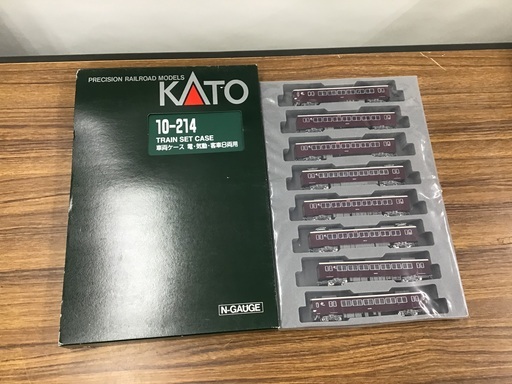 PRECISION RAILROAD MODELS
KATO
10-214
TRAIN SET CASE
車両ケース 電・気動・客車8両用
N-GAUGE